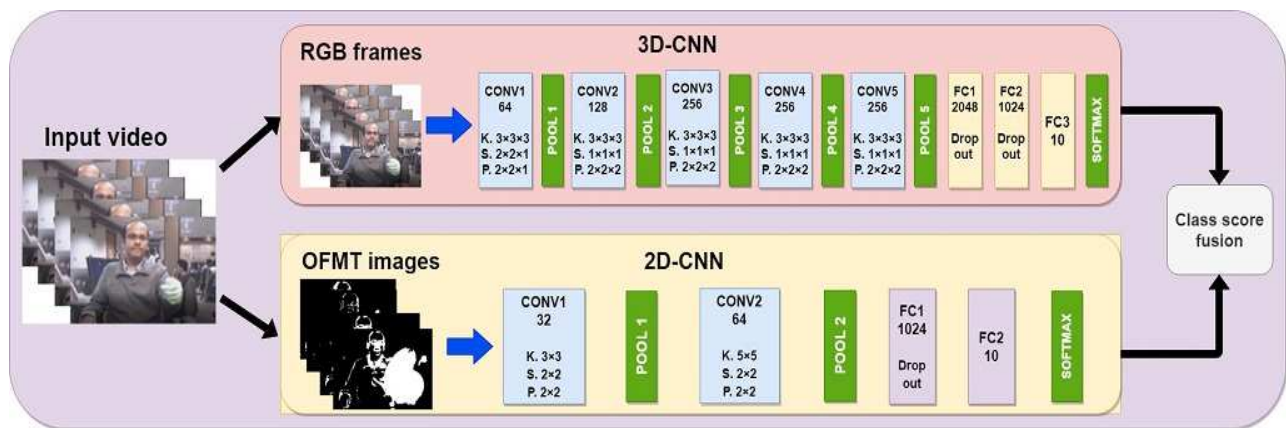 Input video
RGB frames
3D-CNN
CONV1
64
K. 3×3×3
S. 2×2×1
P. 2×2×1
POOL 1
CONV2
128
K. 3×3×3
S. 1×1×1
P. 2×2×2
POOL 2
CONV3
256
K. 3×3×3
S. 1×1×1
P. 2×2×2
POOL 3
CONV4
256
K. 3×3×3
S. 1×1×1
P. 2×2×2
POOL 4
CONV5
256
K. 3×3×3
S. 1×1×1
P. 2×2×2
POOL 5
FC1
2048
Drop
out
FC2
1024
Drop
out
FC3
10
SOFTMAX
OFMT images
2D-CNN
CONV1
32
K. 3×3
S. 2×2
P. 2×2
POOL 1
CONV2
64
K. 5×5
S. 2×2
P. 2×2
POOL 2
FC1
1024
Drop
out
FC2
10
SOFTMAX
Class score
fusion